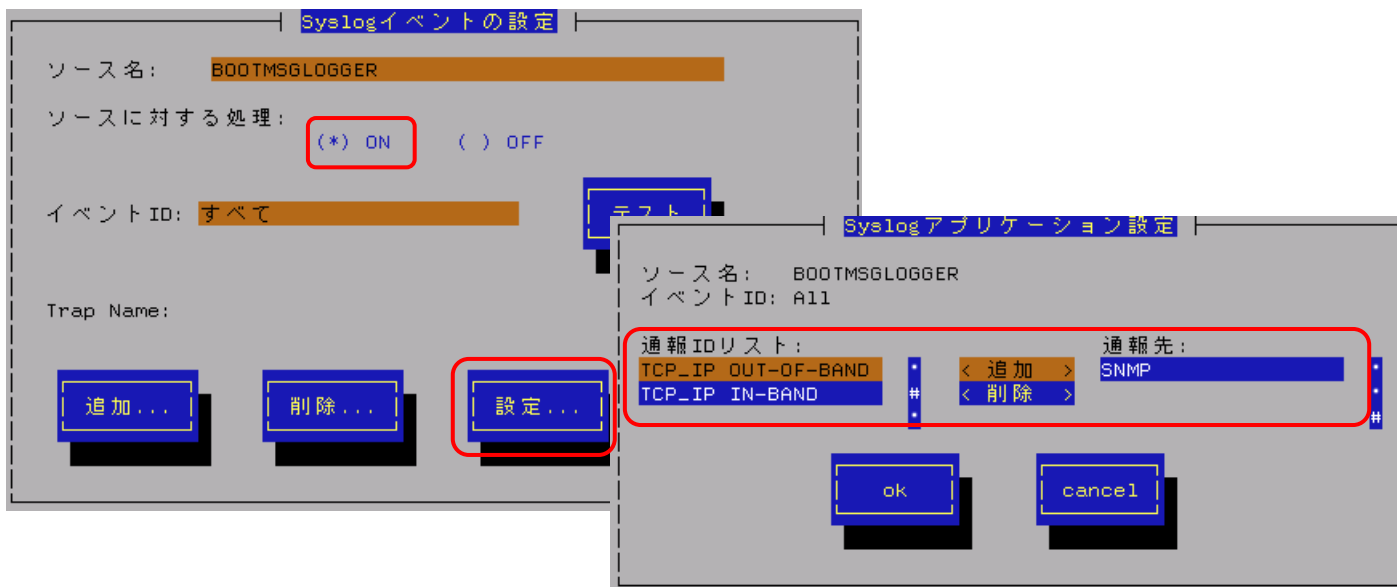 Syslogイベントの設定
ソース名: BOOTMSGLOGGER
ソースに対する処理:
(*) ON ( ) OFF
イベントID: すべて
テスト
Trap Name:
追加... 削除... 設定...
Syslogアプリケーション設定
ソース名: BOOTMSGLOGGER
イベントID: All
通報IDリスト: 通報先:
TCP_IP OUT-OF-BAND < 追加 > SNMP
TCP_IP IN-BAND # < 削除 >
#
ok cancel